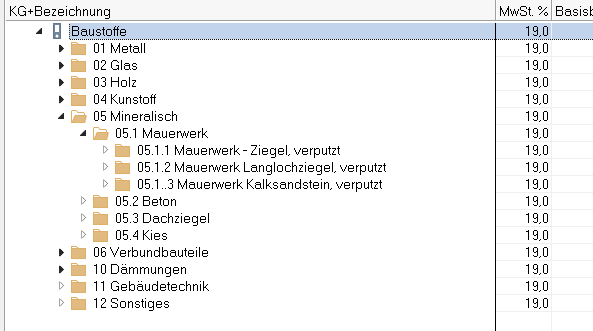 KG+Bezeichnung MwSt. % Basisb
Baustoffe 19,0
01 Metall 19,0
02 Glas 19,0
03 Holz 19,0
04 Kunstoff 19,0
05 Mineralisch 19,0
05.1 Mauerwerk 19,0
05.1.1 Mauerwerk - Ziegel, verputzt 19,0
05.1.2 Mauerwerk Langlochziegel, verputzt 19,0
05.1..3 Mauerwerk Kalksandstein, verputzt 19,0
05.2 Beton 19,0
05.3 Dachziegel 19,0
05.4 Kies 19,0
06 Verbundbauteile 19,0
10 Dämmungen 19,0
11 Gebäudetechnik 19,0
12 Sonstiges 19,0